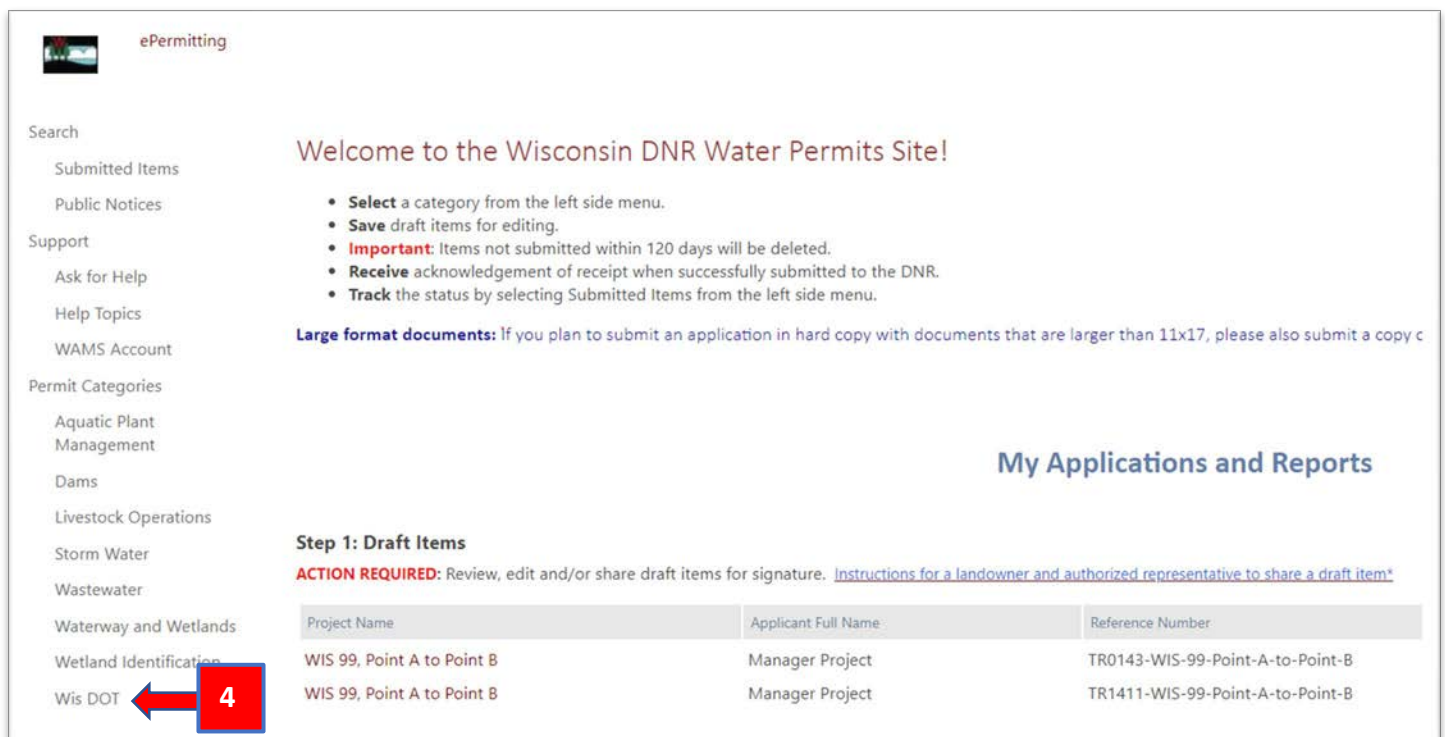 ePermitting
Search
Submitted Items
Public Notices
Support
Ask for Help
Help Topics
WAMS Account
Permit Categories
Aquatic Plant
Management
Dams
Livestock Operations
Storm Water
Wastewater
Waterway and Wetlands
Wetland Identification
Wis DOT
4
Welcome to the Wisconsin DNR Water Permits Site!
• Select a category from the left side menu.
• Save draft items for editing.
• Important: Items not submitted within 120 days will be deleted.
• Receive acknowledgement of receipt when successfully submitted to the DNR.
• Track the status by selecting Submitted Items from the left side menu.
Large format documents: If you plan to submit an application in hard copy with documents that are larger than 11x17, please also submit a copy
My Applications and Reports
Step 1: Draft Items
ACTION REQUIRED: Review, edit and/or share draft items for signature. Instructions for a landowner and authorized representative to share a draft item*
Project Name Applicant Full Name Reference Number
WIS 99, Point A to Point B Manager Project TR0143-WIS-99-Point-A-to-Point-B
WIS 99, Point A to Point B Manager Project TR1411-WIS-99-Point-A-to-Point-B